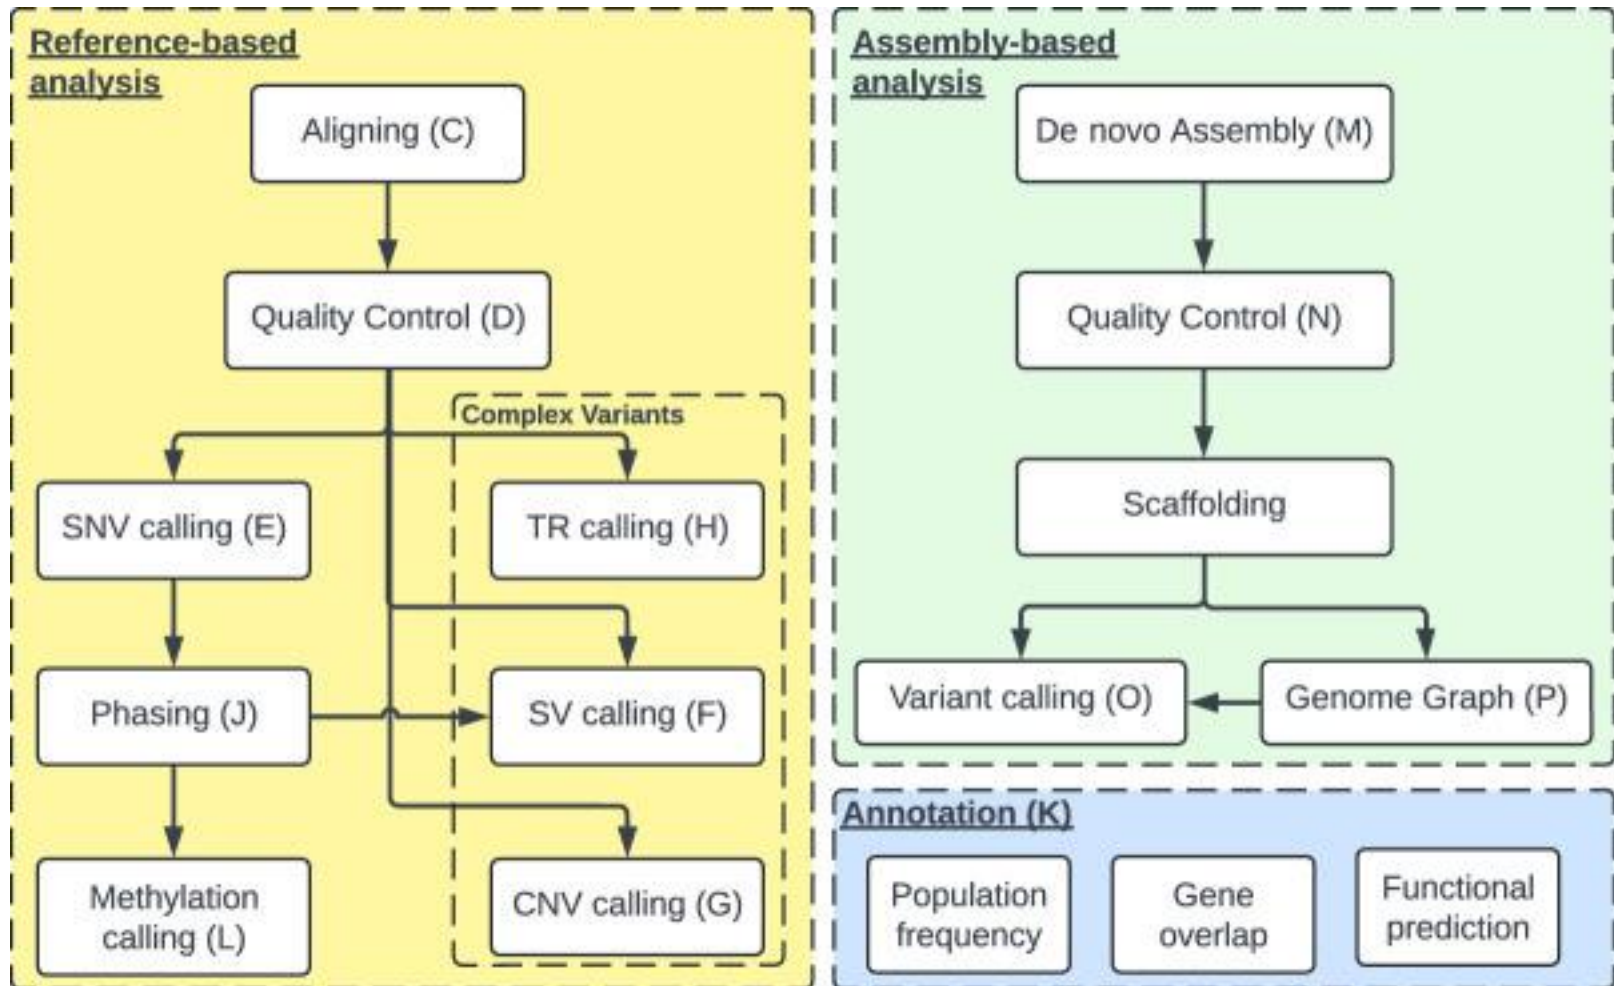 Reference-based
analysis
Aligning (C)
Quality Control (D)
Complex Variants
SNV calling (E)
TR calling (H)
Phasing (J)
SV calling (F)
Methylation
calling (L)
CNV calling (G)
Assembly-based
analysis
De novo Assembly (M)
Quality Control (N)
Scaffolding
Variant calling (O)
Genome Graph (P)
Annotation (K)
Population
frequency
Gene
overlap
Functional
prediction